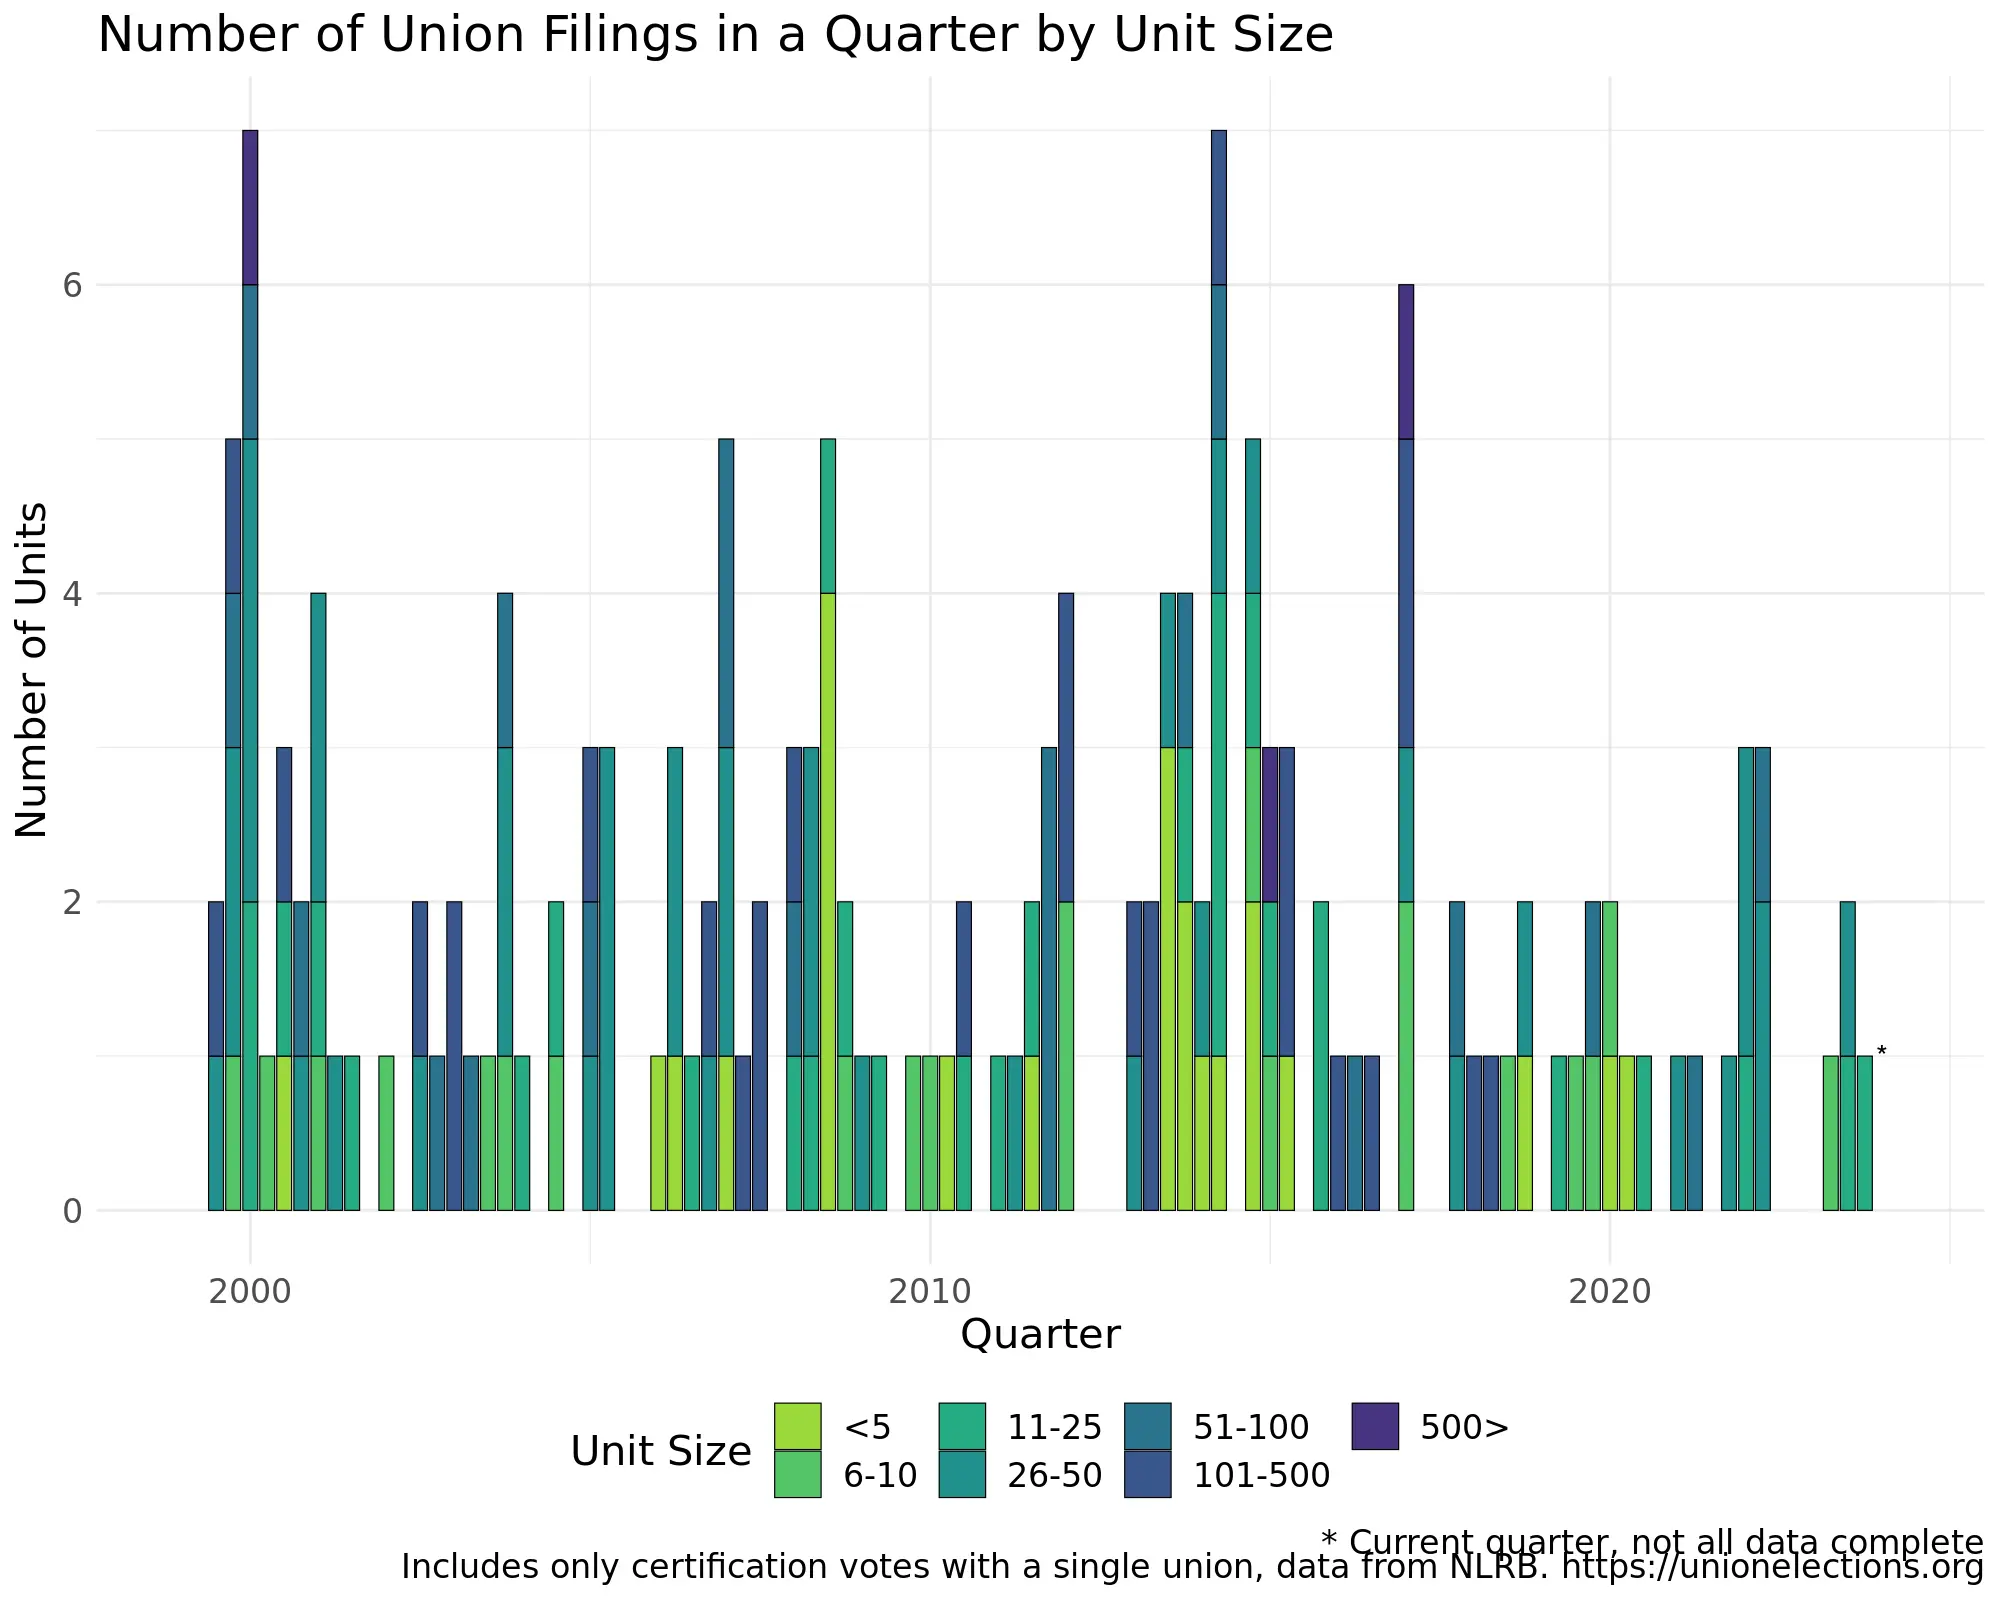 Number of Union Filings in a Quarter by Unit Size
Number of Units
6
4
2
0
*
2000 2010 2020
Quarter
Unit Size
<5 11-25 51-100 500>
6-10 26-50 101-500
* Current quarter, not all data complete
Includes only certification votes with a single union, data from NLRB. https://unionelections.org